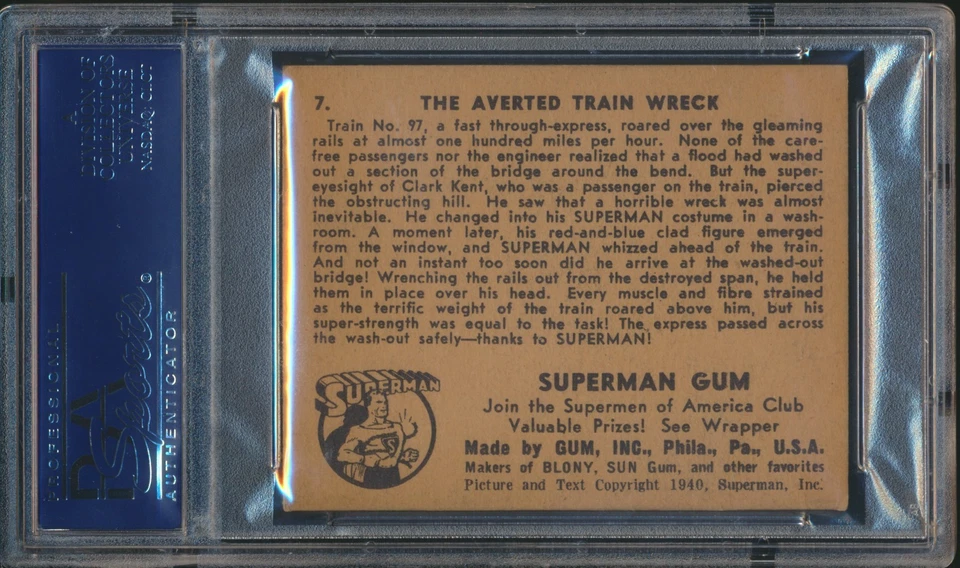 A
DIVISION OF
COLLECTORS
UNIVERSE
NASDAQ: CLCT
PROFESSIONAL
PSA
Sports
®
AUTHENTICATOR
7. THE AVERTED TRAIN WRECK
Train No. 97, a fast through-express, roared over the gleaming
rails at almost one hundred miles per hour. None of the care-
free passengers nor the engineer realized that a flood had washed
out a section of the bridge around the bend. But the super-
eyesight of Clark Kent, who was a passenger on the train, pierced
the obstructing hill. He saw that a horrible wreck was almost
inevitable. He changed into his SUPERMAN costume in a wash-
room. A moment later, his red-and-blue clad figure emerged
from the window, and SUPERMAN whizzed ahead of the train.
And not an instant too soon did he arrive at the washed-out
bridge! Wrenching the rails out from the destroyed span, he held
them in place over his head. Every muscle and fibre strained
as the terrific weight of the train roared above him, but his
super-strength was equal to the task! The express passed across
the wash-out safely—thanks to SUPERMAN!
SUPERMAN
S
SUPERMAN GUM
Join the Supermen of America Club
Valuable Prizes! See Wrapper
Made by GUM, INC., Phila., Pa., U.S.A.
Makers of BLONY, SUN Gum, and other favorites
Picture and Text Copyright 1940, Superman, Inc.